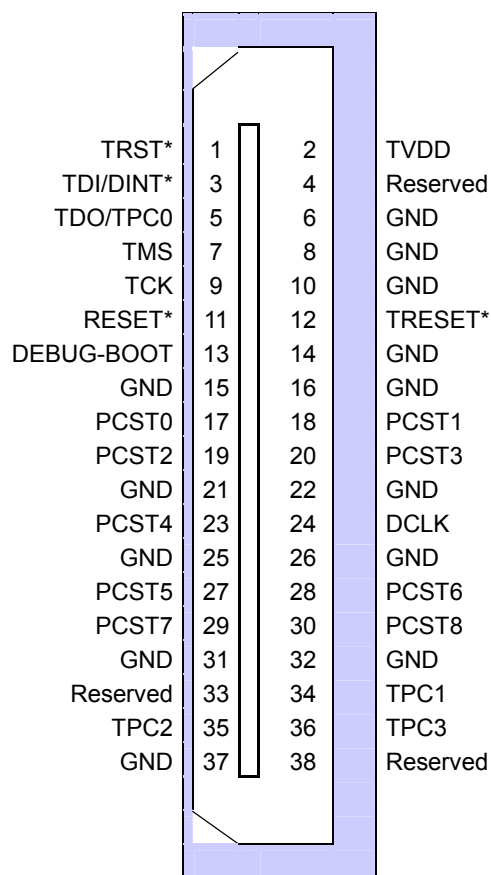 TRST* 1 2 TVDD
TDI/DINT* 3 4 Reserved
TDO/TPC0 5 6 GND
TMS 7 8 GND
TCK 9 10 GND
RESET* 11 12 TRESET*
DEBUG-BOOT 13 14 GND
GND 15 16 GND
PCST0 17 18 PCST1
PCST2 19 20 PCST3
GND 21 22 GND
PCST4 23 24 DCLK
GND 25 26 GND
PCST5 27 28 PCST6
PCST7 29 30 PCST8
GND 31 32 GND
Reserved 33 34 TPC1
TPC2 35 36 TPC3
GND 37 38 Reserved